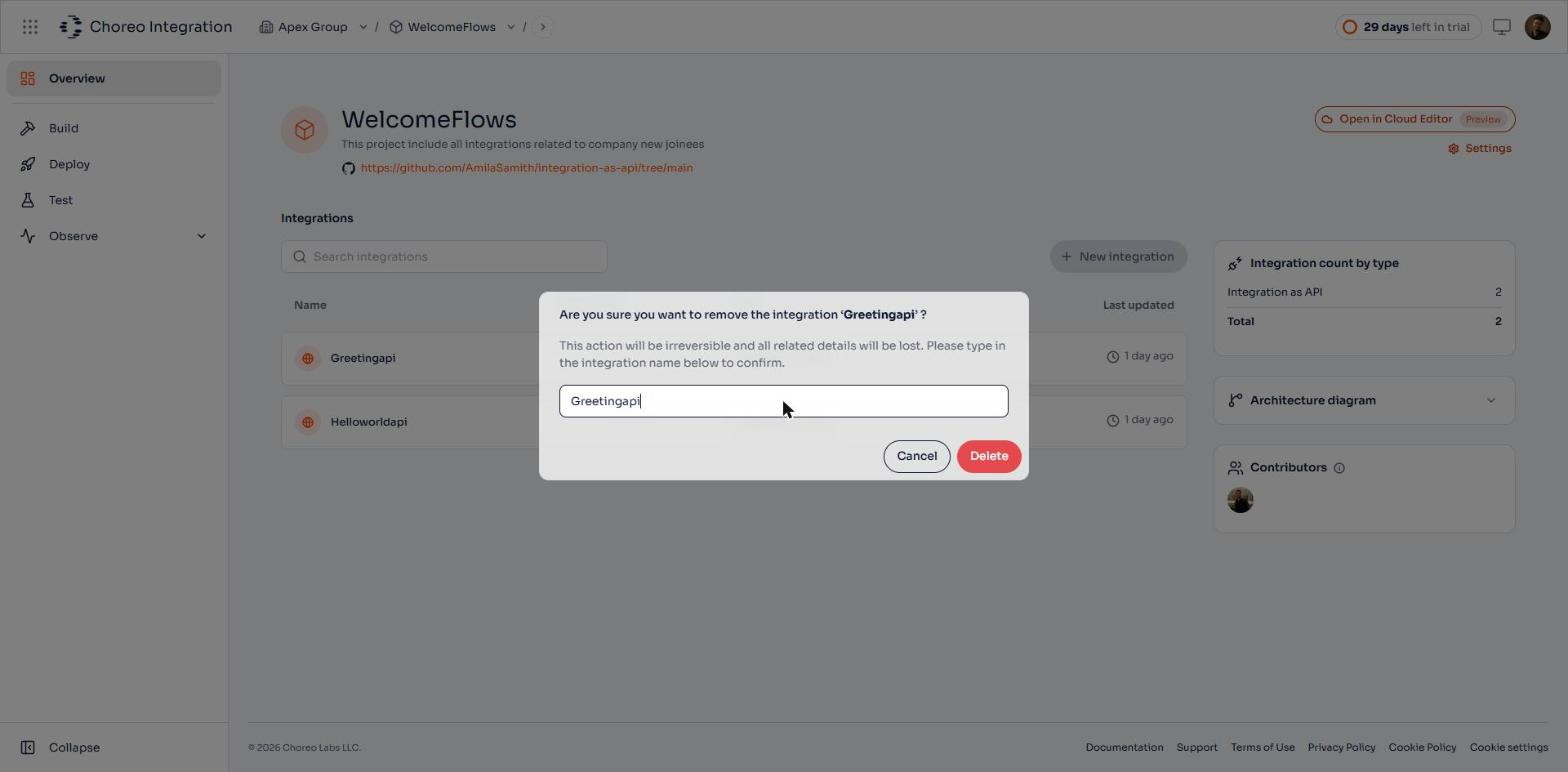 Choreo Integration
Apex Group / WelcomeFlows /
29 days left in trial
Overview
Build
Deploy
Test
Observe
WelcomeFlows
This project include all integrations related to company new joinees
https://github.com/AmilaSamith/integration-as-api/tree/main
Open in Cloud Editor Preview
Settings
Integrations
Search integrations
+ New integration
Name
Last updated
Greetingapi
1 day ago
Helloworldapi
1 day ago
Are you sure you want to remove the integration ‘Greetingapi’ ?
This action will be irreversible and all related details will be lost. Please type in
the integration name below to confirm.
Greetingapi
Cancel
Delete
Integration count by type
Integration as API 2
Total 2
Architecture diagram
Contributors
Collapse
© 2026 Choreo Labs LLC.
Documentation Support Terms of Use Privacy Policy Cookie Policy Cookie settings